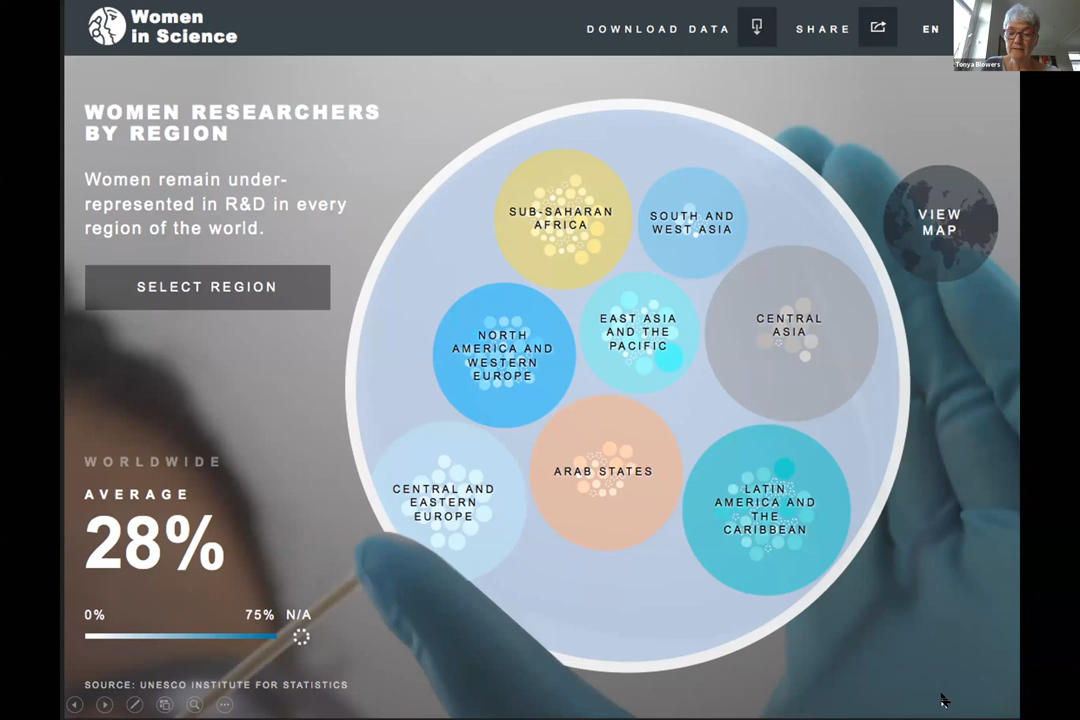 Women
in Science
DOWNLOAD DATA
SHARE
EN
Tonya Blowers
WOMEN RESEARCHERS
BY REGION
Women remain under-
represented in R&D in every
region of the world.
SELECT REGION
SUB-SAHARAN
AFRICA
SOUTH AND
WEST ASIA
VIEW
MAP
NORTH
AMERICA AND
WESTERN
EUROPE
EAST ASIA
AND THE
PACIFIC
CENTRAL
ASIA
CENTRAL AND
EASTERN
EUROPE
ARAB STATES
LATIN
AMERICA AND
THE
CARIBBEAN
WORLDWIDE
AVERAGE
28%
0% 75% N/A
SOURCE: UNESCO INSTITUTE FOR STATISTICS